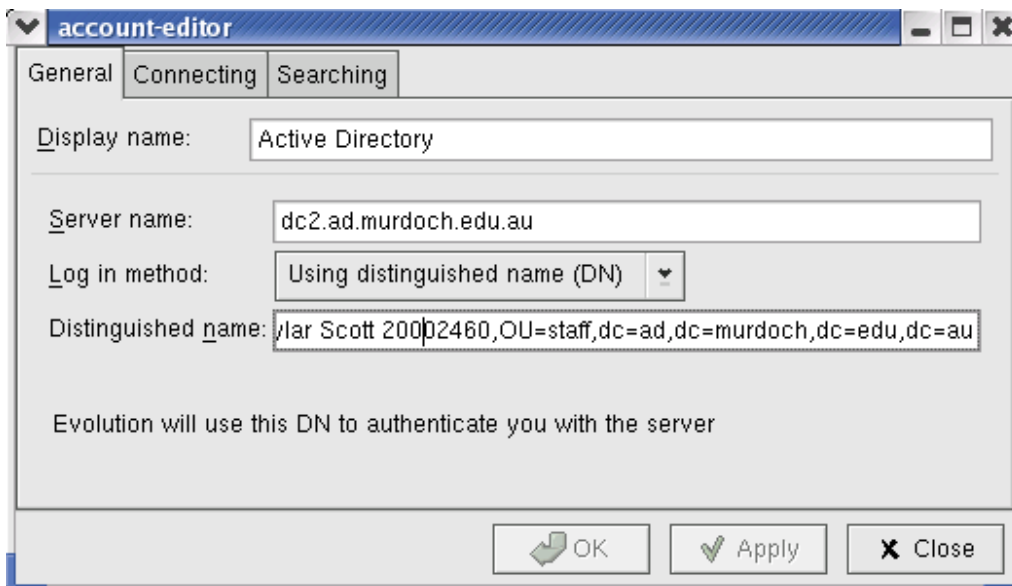 account-editor
General Connecting Searching
Display name: Active Directory
Server name: dc2.ad.murdoch.edu.au
Log in method: Using distinguished name (DN)
Distinguished name: Scott 20002460,OU=staff,dc=ad,dc=murdoch,dc=edu,dc=au
Evolution will use this DN to authenticate you with the server
OK Apply Close